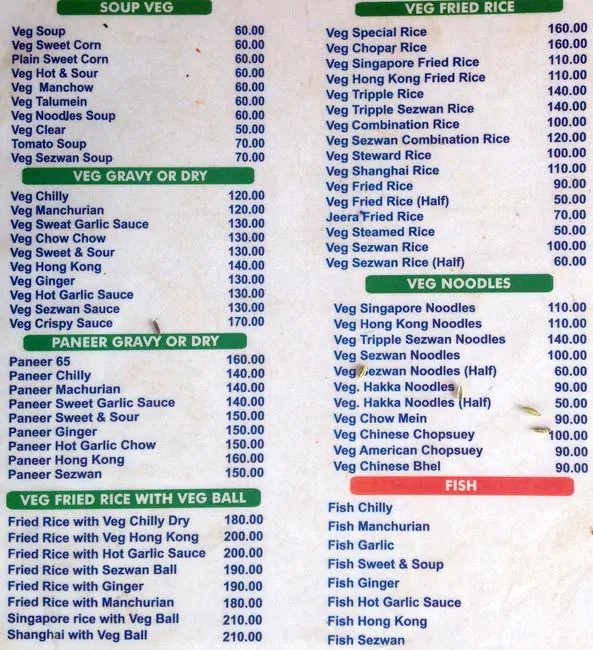 SOUP VEG
Veg Soup 60.00
Veg Sweet Corn 60.00
Plain Sweet Corn 60.00
Veg Hot & Sour 60.00
Veg Manchow 60.00
Veg Talumein 60.00
Veg Noodles Soup 60.00
Veg Clear 50.00
Tomato Soup 70.00
Veg Sezwan Soup 70.00
VEG GRAVY OR DRY
Veg Chilly 120.00
Veg Manchurian 120.00
Veg Sweat Garlic Sauce 130.00
Veg Chow Chow 130.00
Veg Sweet & Sour 130.00
Veg Hong Kong 140.00
Veg Ginger 130.00
Veg Hot Garlic Sauce 130.00
Veg Sezwan Sauce 130.00
Veg Crispy Sauce 170.00
PANEER GRAVY OR DRY
Paneer 65 160.00
Paneer Chilly 140.00
Paneer Machurian 140.00
Paneer Sweet Garlic Sauce 140.00
Paneer Sweet & Sour 150.00
Paneer Ginger 150.00
Paneer Hot Garlic Chow 150.00
Paneer Hong Kong 160.00
Paneer Sezwan 150.00
VEG FRIED RICE WITH VEG BALL
Fried Rice with Veg Chilly Dry 180.00
Fried Rice with Veg Hong Kong 200.00
Fried Rice with Hot Garlic Sauce 200.00
Fried Rice with Sezwan Ball 190.00
Fried Rice with Ginger 190.00
Fried Rice with Manchurian 180.00
Singapore rice with Veg Ball 210.00
Shanghai with Veg Ball 210.00
VEG FRIED RICE
Veg Special Rice 160.00
Veg Chopar Rice 160.00
Veg Singapore Fried Rice 110.00
Veg Hong Kong Fried Rice 110.00
Veg Tripple Rice 140.00
Veg Tripple Sezwan Rice 140.00
Veg Combination Rice 100.00
Veg Sezwan Combination Rice 120.00
Veg Steward Rice 100.00
Veg Shanghai Rice 110.00
Veg Fried Rice 90.00
Veg Fried Rice (Half) 50.00
Jeera Fried Rice 70.00
Veg Steamed Rice 50.00
Veg Sezwan Rice 100.00
Veg Sezwan Rice (Half) 60.00
VEG NOODLES
Veg Singapore Noodles 110.00
Veg Hong Kong Noodles 110.00
Veg Tripple Sezwan Noodles 140.00
Veg Sezwan Noodles 100.00
Veg Sezwan Noodles (Half) 60.00
Veg. Hakka Noodles 90.00
Veg. Hakka Noodles (Half) 50.00
Veg Chow Mein 90.00
Veg Chinese Chopsuey 100.00
Veg American Chopsuey 90.00
Veg Chinese Bhel 90.00
FISH
Fish Chilly
Fish Manchurian
Fish Garlic
Fish Sweet & Soup
Fish Ginger
Fish Hot Garlic Sauce
Fish Hong Kong
Fish Sezwan